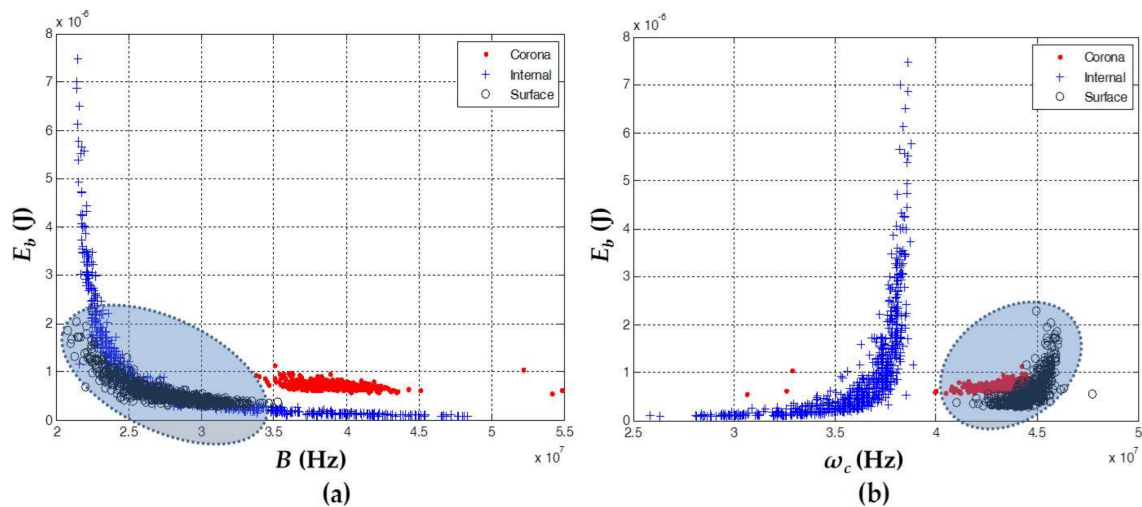 x 10⁻⁶
8
7
6
5
4
3
2
1
0
E_b (J)
Corona
Internal
Surface
2 2.5 3 3.5 4 4.5 5 5.5
x 10⁷
B (Hz)
(a)
x 10⁻⁶
8
7
6
5
4
3
2
1
0
E_b (J)
Corona
Internal
Surface
2.5 3 3.5 4 4.5 5
x 10⁷
ω_c (Hz)
(b)